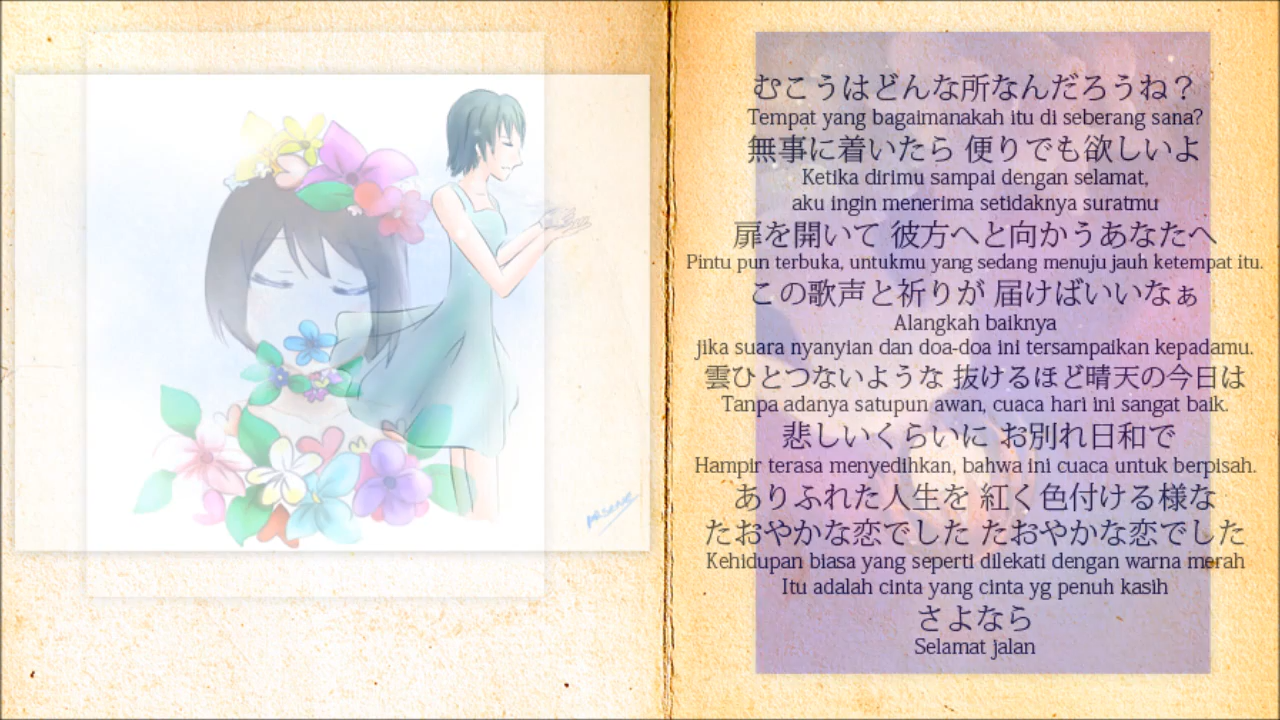 むこうはどんな所なんだろうね？
Tempat yang bagaimanakah itu di seberang sana?
無事に着いたら 便りでも欲しいよ
Ketika dirimu sampai dengan selamat,
aku ingin menerima setidaknya suratmu
扉を開いて 彼方へと向かうあなたへ
Pintu pun terbuka, untukmu yang sedang menuju jauh ketempat itu.
この歌声と祈りが 届けばいいなぁ
Alangkah baiknya
jika suara nyanyian dan doa-doa ini tersampaikan kepadamu.
雲ひとつないような 抜けるほど晴天の今日は
Tanpa adanya satupun awan, cuaca hari ini sangat baik.
悲しいくらいに お別れ日和で
Hampir terasa menyedihkan, bahwa ini cuaca untuk berpisah.
ありふれた人生を 紅く色付ける様な
たおやかな恋でした たおやかな恋でした
Kehidupan biasa yang seperti dilekati dengan warna merah
Itu adalah cinta yang cinta yg penuh kasih
さよなら
Selamat jalan